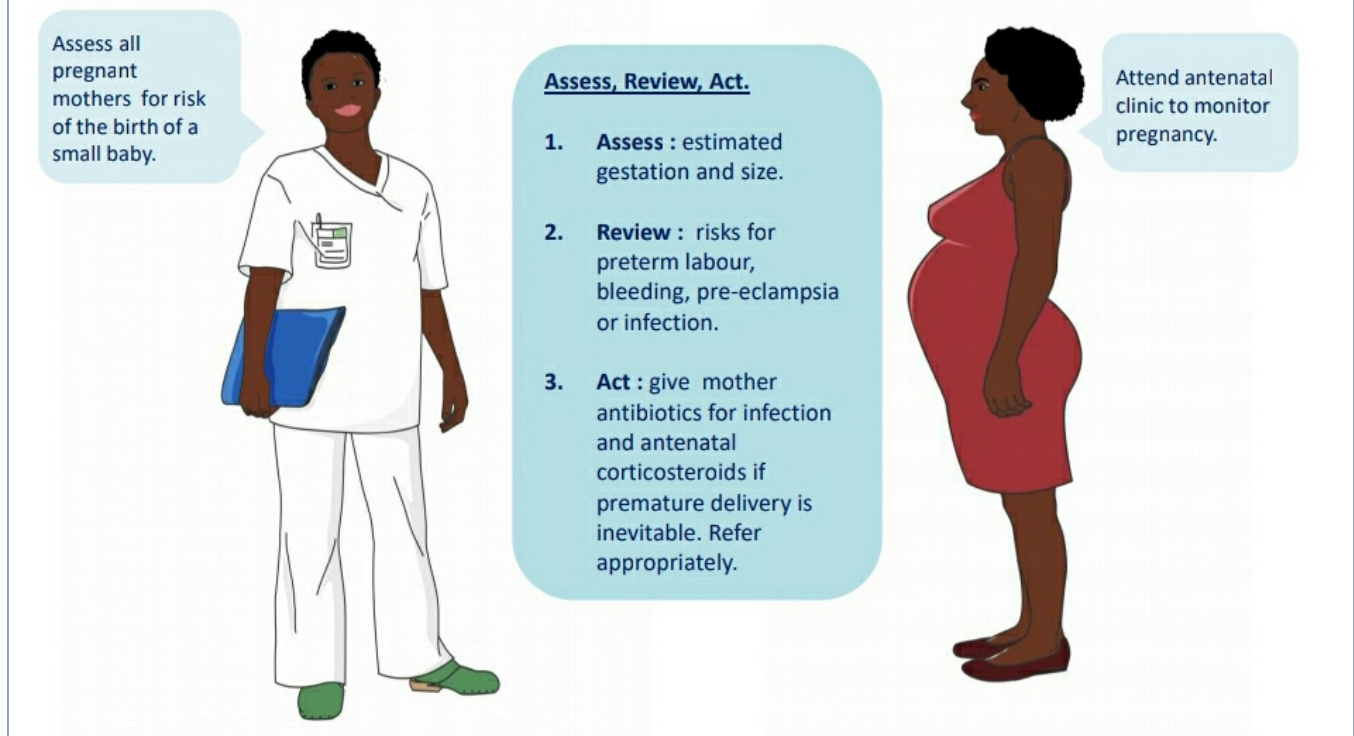 Assess all
pregnant
mothers for risk
of the birth of a
small baby.
Assess, Review, Act.
1. Assess : estimated
gestation and size.
2. Review : risks for
preterm labour,
bleeding, pre-eclampsia
or infection.
3. Act : give mother
antibiotics for infection
and antenatal
corticosteroids if
premature delivery is
inevitable. Refer
appropriately.
Attend antenatal
clinic to monitor
pregnancy.